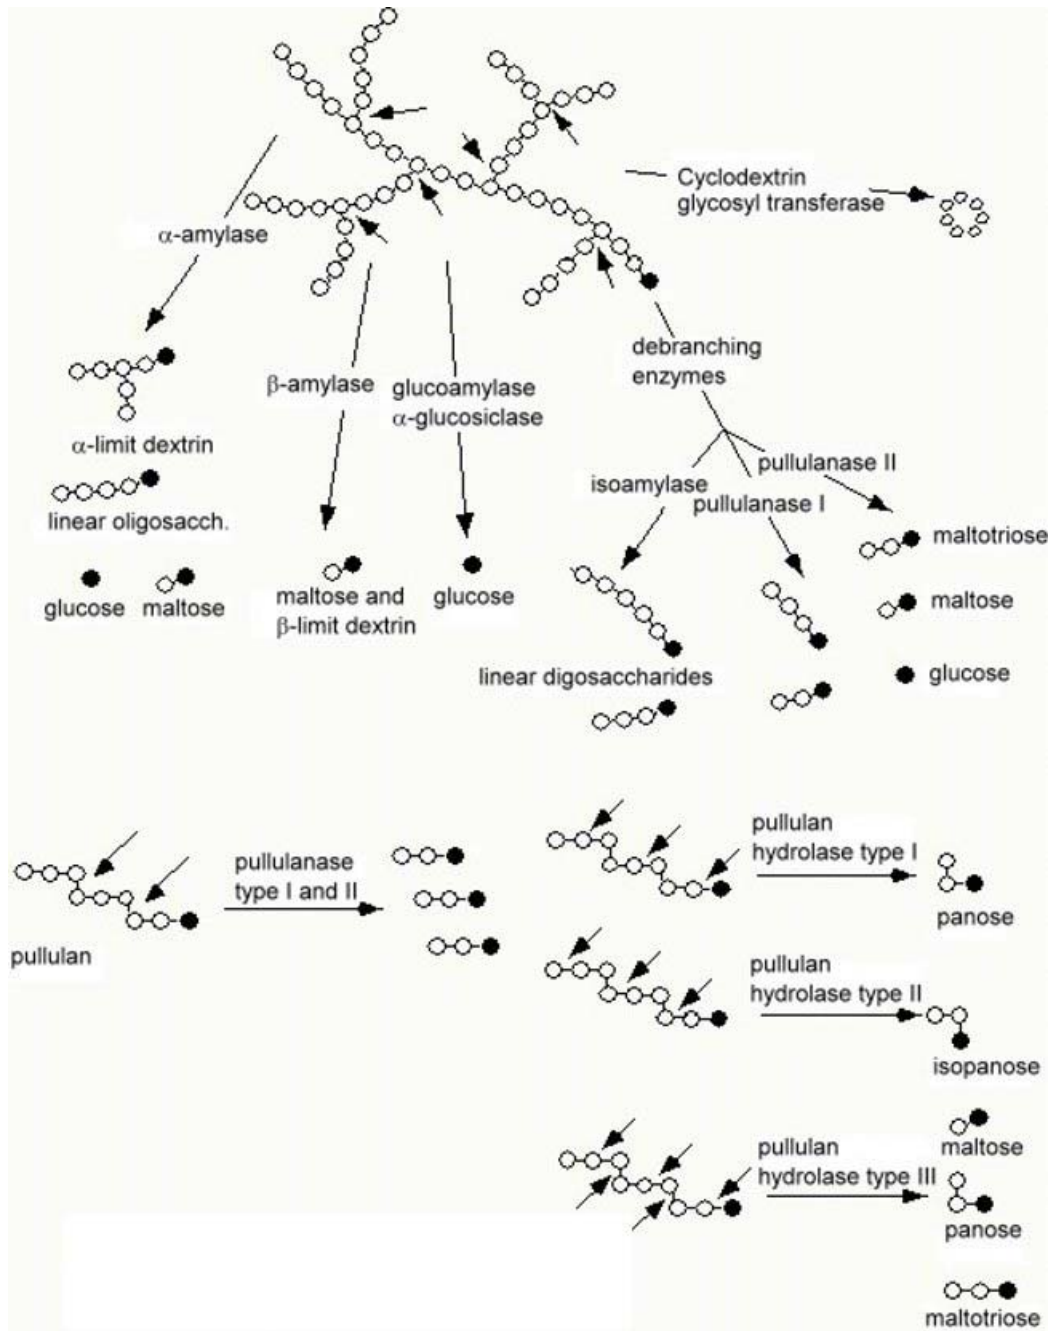 Cyclodextrin
glycosyl transferase
α-amylase
debranching
enzymes
β-amylase
glucoamylase
α-glucosiclase
α-limit dextrin
pullulanase II
isoamylase
pullulanase I
linear oligosacch.
maltotriose
glucose
maltose
maltose and
β-limit dextrin
glucose
maltose
glucose
linear digosaccharides
pullulanase
type I and II
pullulan
pullulan
hydrolase type I
panose
pullulan
hydrolase type II
isopanose
maltose
pullulan
hydrolase type III
panose
maltotriose